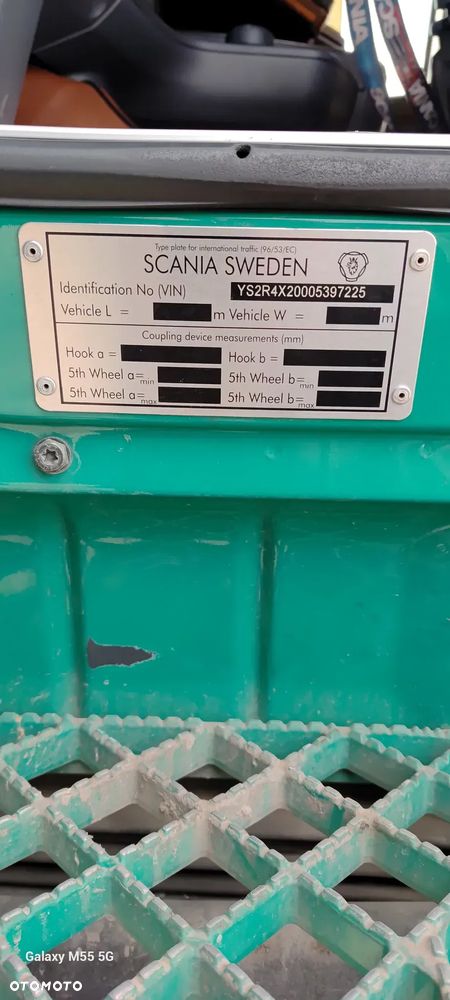 Type plate for international traffic (96/53/EC)
SCANIA SWEDEN
Identification No (VIN) YS2R4X20005397225
Vehicle L = m Vehicle W = m
Coupling device measurements (mm)
Hook a = Hook b =
5th Wheel a= min 5th Wheel b= min
5th Wheel a= max 5th Wheel b= max
Galaxy M55 5G
OTOMOTO